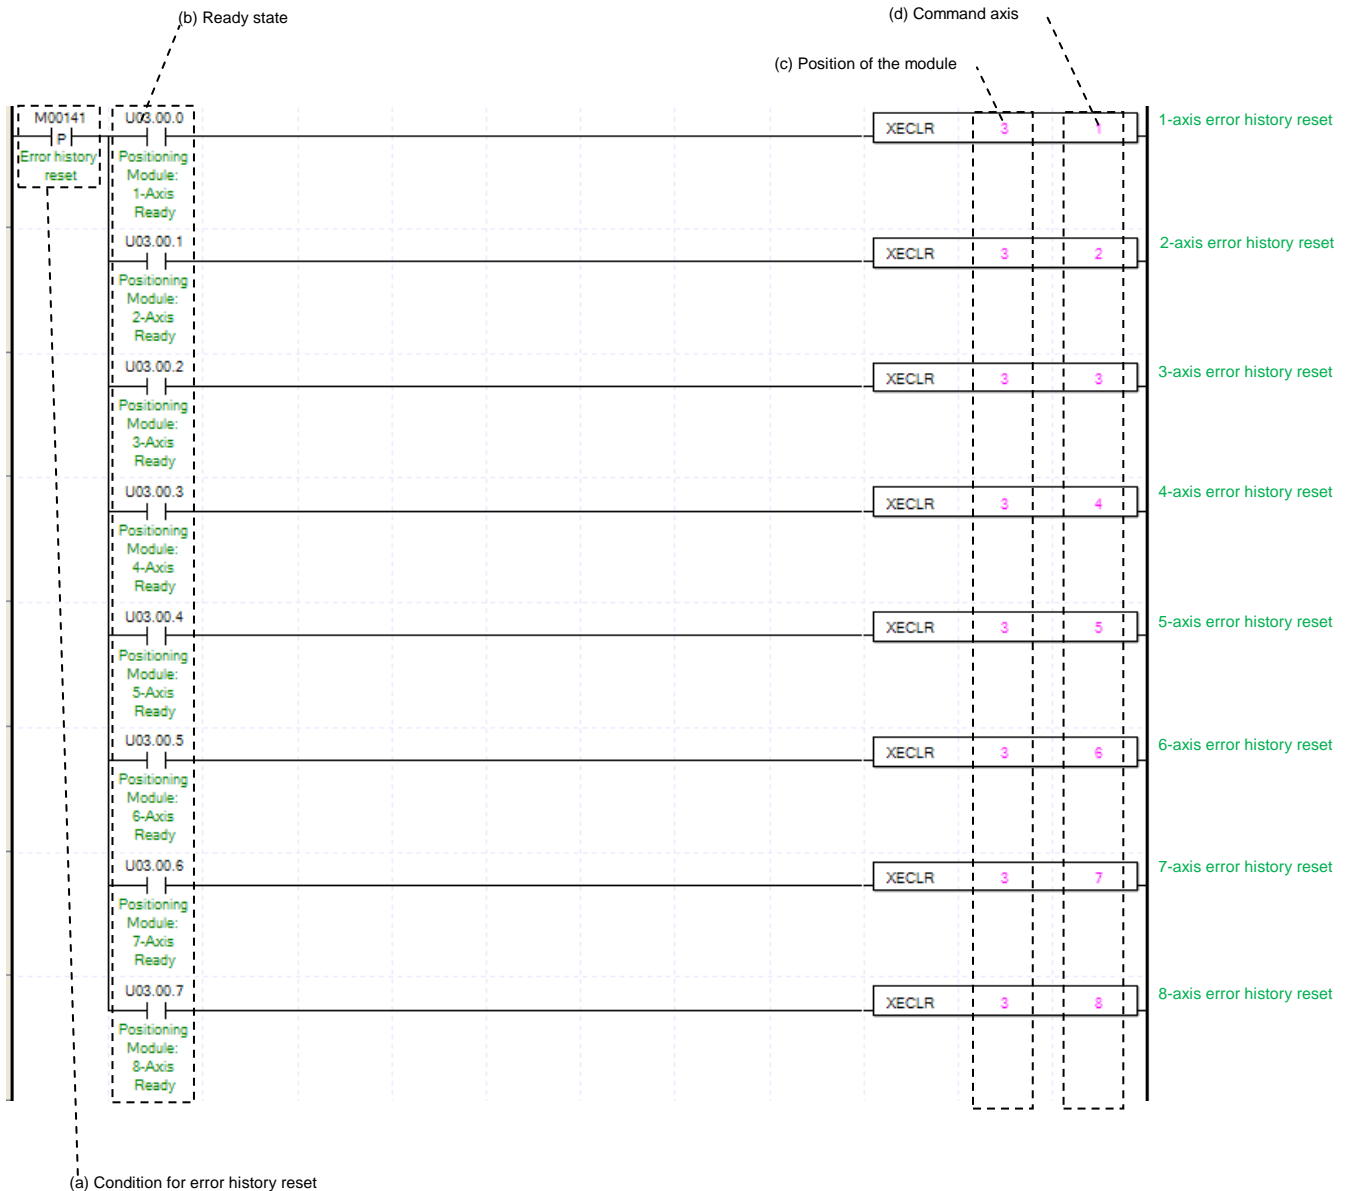 (b) Ready state
(d) Command axis
(c) Position of the module
M00141
P
Error history
reset
U03.00.0
Positioning
Module:
1-Axis
Ready
XECLR 3 1
1-axis error history reset
U03.00.1
Positioning
Module:
2-Axis
Ready
XECLR 3 2
2-axis error history reset
U03.00.2
Positioning
Module:
3-Axis
Ready
XECLR 3 3
3-axis error history reset
U03.00.3
Positioning
Module:
4-Axis
Ready
XECLR 3 4
4-axis error history reset
U03.00.4
Positioning
Module:
5-Axis
Ready
XECLR 3 5
5-axis error history reset
U03.00.5
Positioning
Module:
6-Axis
Ready
XECLR 3 6
6-axis error history reset
U03.00.6
Positioning
Module:
7-Axis
Ready
XECLR 3 7
7-axis error history reset
U03.00.7
Positioning
Module:
8-Axis
Ready
XECLR 3 8
8-axis error history reset
(a) Condition for error history reset